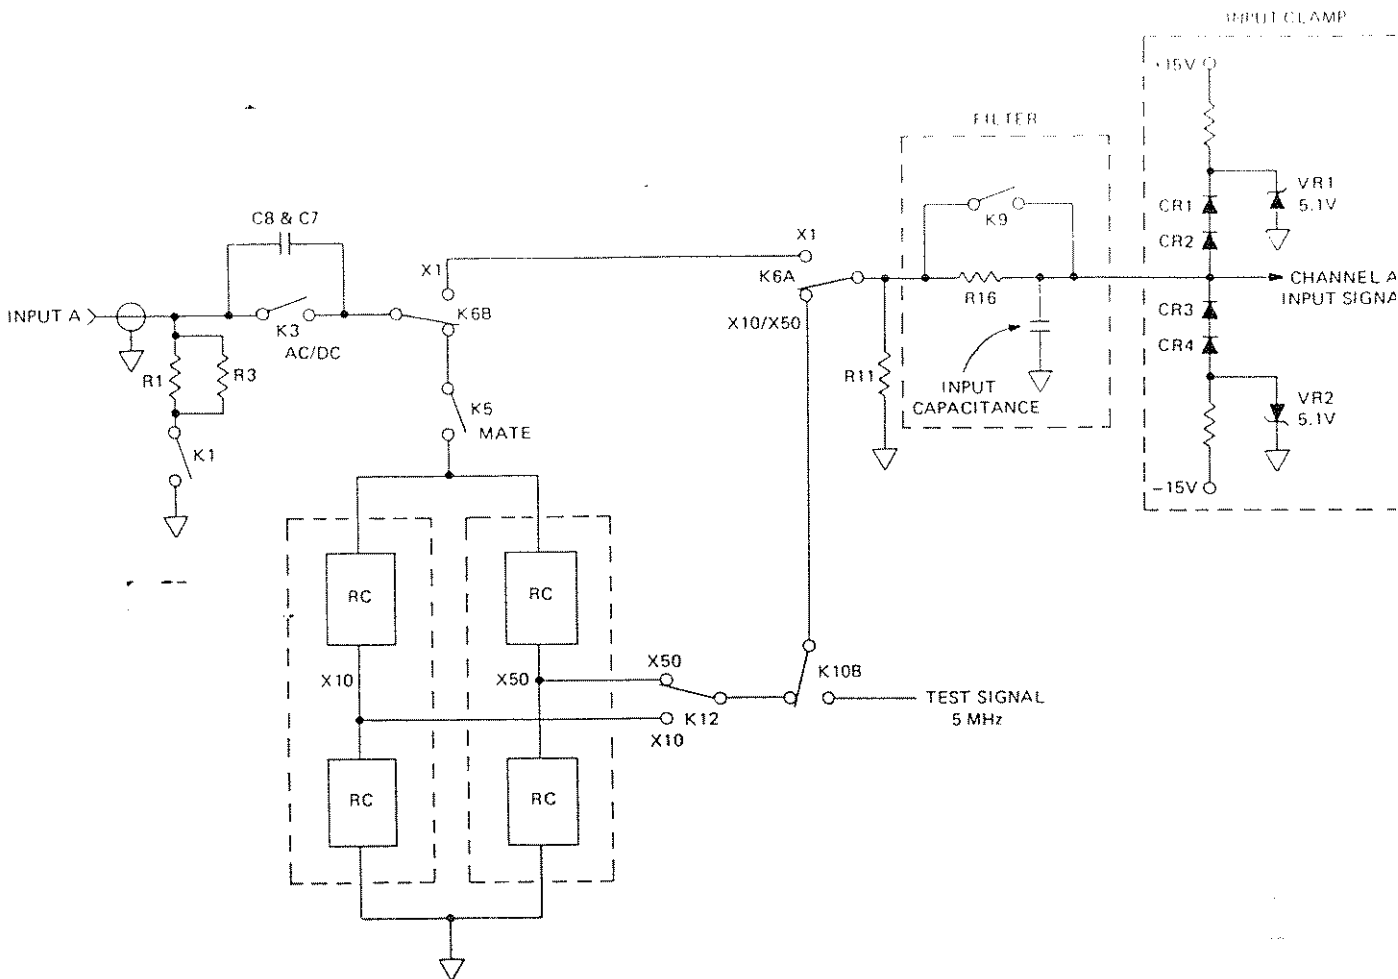 INPUT CLAMP
+15V
FILTER
VR1
5.1V
CR1
K9
C8 & C7
CR2
X1
X1
K6A
CHANNEL A
INPUT SIGNA
R16
INPUT A
K6B
CR3
K3
X10/X50
AC/DC
CR4
R1
R3
R11
INPUT
CAPACITANCE
VR2
5.1V
K5
MATE
K1
-15V
RC
RC
X50
X10
X50
K10B
TEST SIGNAL
5 MHz
K12
X10
RC
RC